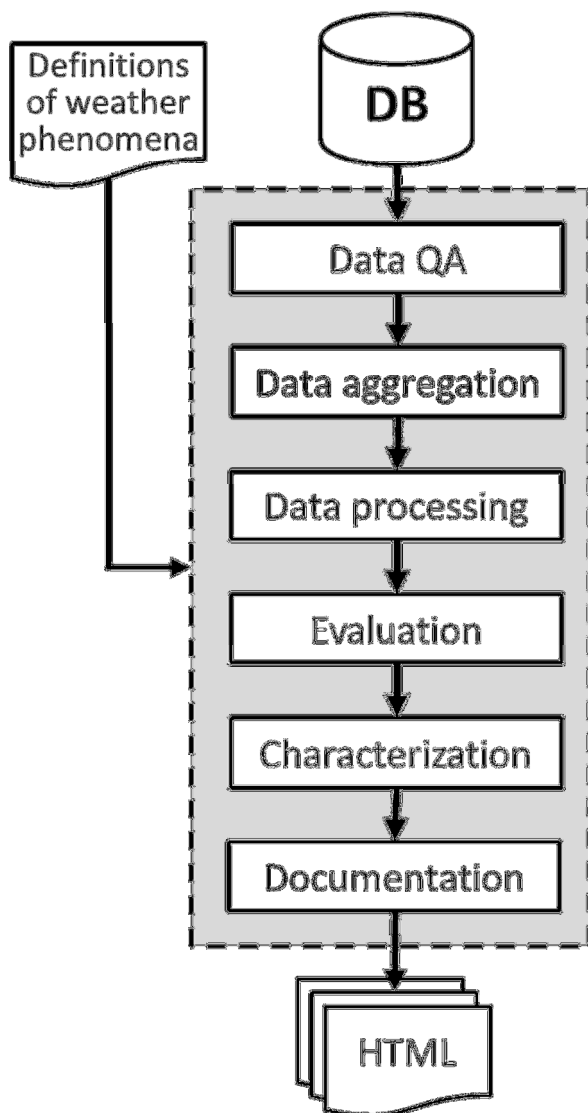 Definitions
of weather
phenomena
DB
Data QA
Data aggregation
Data processing
Evaluation
Characterization
Documentation
HTML